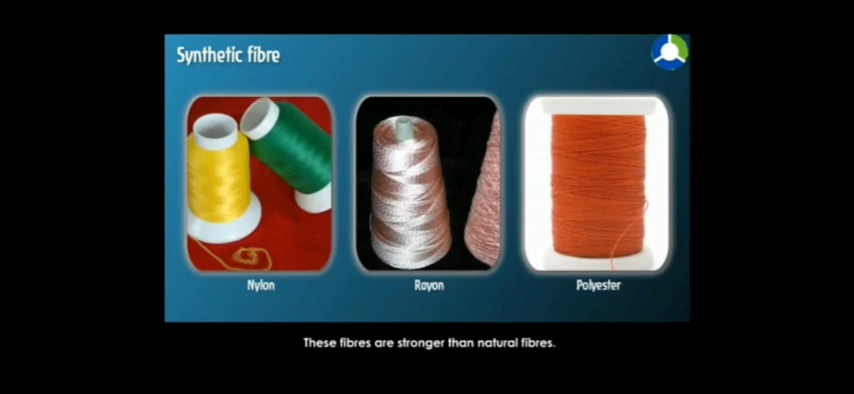 Synthetic fibre
Nylon
Rayon
Polyester
These fibres are stronger than natural fibres.